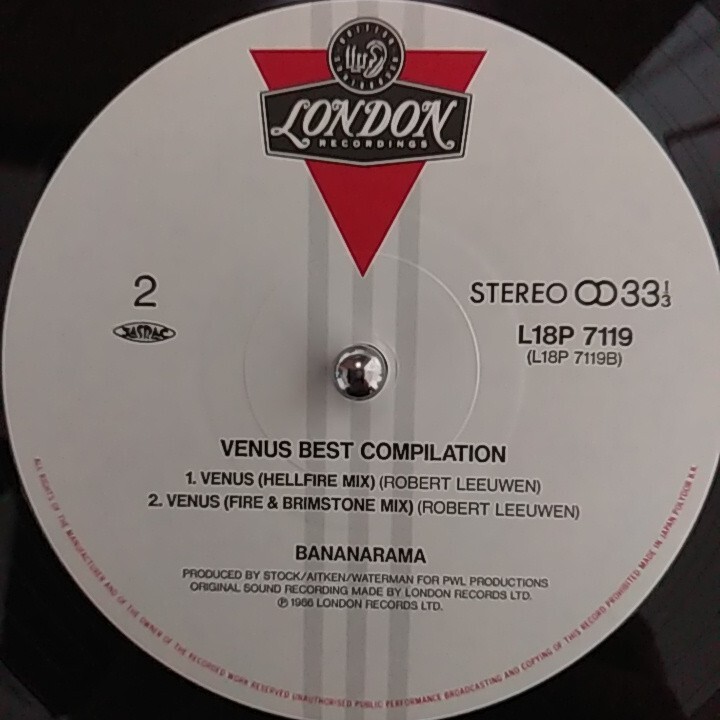 LONDON
RECORDINGS
2
JASRAC
STEREO 33 1/3
L18P 7119
(L18P 7119B)
VENUS BEST COMPILATION
1. VENUS (HELLFIRE MIX) (ROBERT LEEUWEN)
2. VENUS (FIRE & BRIMSTONE MIX) (ROBERT LEEUWEN)
BANANARAMA
PRODUCED BY STOCK/AITKEN/WATERMAN FOR PWL PRODUCTIONS
ORIGINAL SOUND RECORDING MADE BY LONDON RECORDS LTD.
℗ 1986 LONDON RECORDS LTD.
ALL RIGHTS OF THE MANUFACTURER AND OF THE OWNER OF THE RECORDED WORK RESERVED UNAUTHORISED PUBLIC PERFORMANCE BROADCASTING AND COPYING OF THIS RECORD PROHIBITED MADE IN JAPAN POLYDOR K.K.